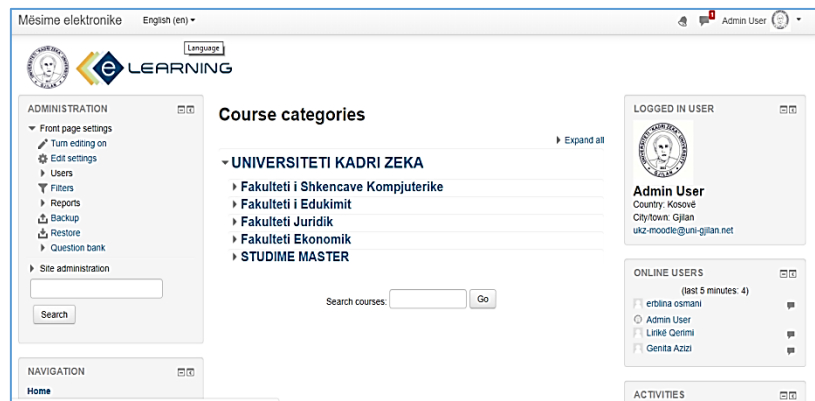 Mësime elektronike English (en)
1 Admin User
Language
e LEARNING
ADMINISTRATION
Front page settings
Turn editing on
Edit settings
Users
Filters
Reports
Backup
Restore
Question bank
Site administration
Search
NAVIGATION
Home
Course categories
Expand all
UNIVERSITETI KADRI ZEKA
Fakulteti i Shkencave Kompjuterike
Fakulteti i Edukimit
Fakulteti Juridik
Fakulteti Ekonomik
STUDIME MASTER
Search courses: Go
LOGGED IN USER
Admin User
Country: Kosovë
City/town: Gjilan
ukz-moodle@uni-gjilan.net
ONLINE USERS
(last 5 minutes: 4)
erblina osmani
Admin User
Lirikë Qerimi
Genita Azizi
ACTIVITIES